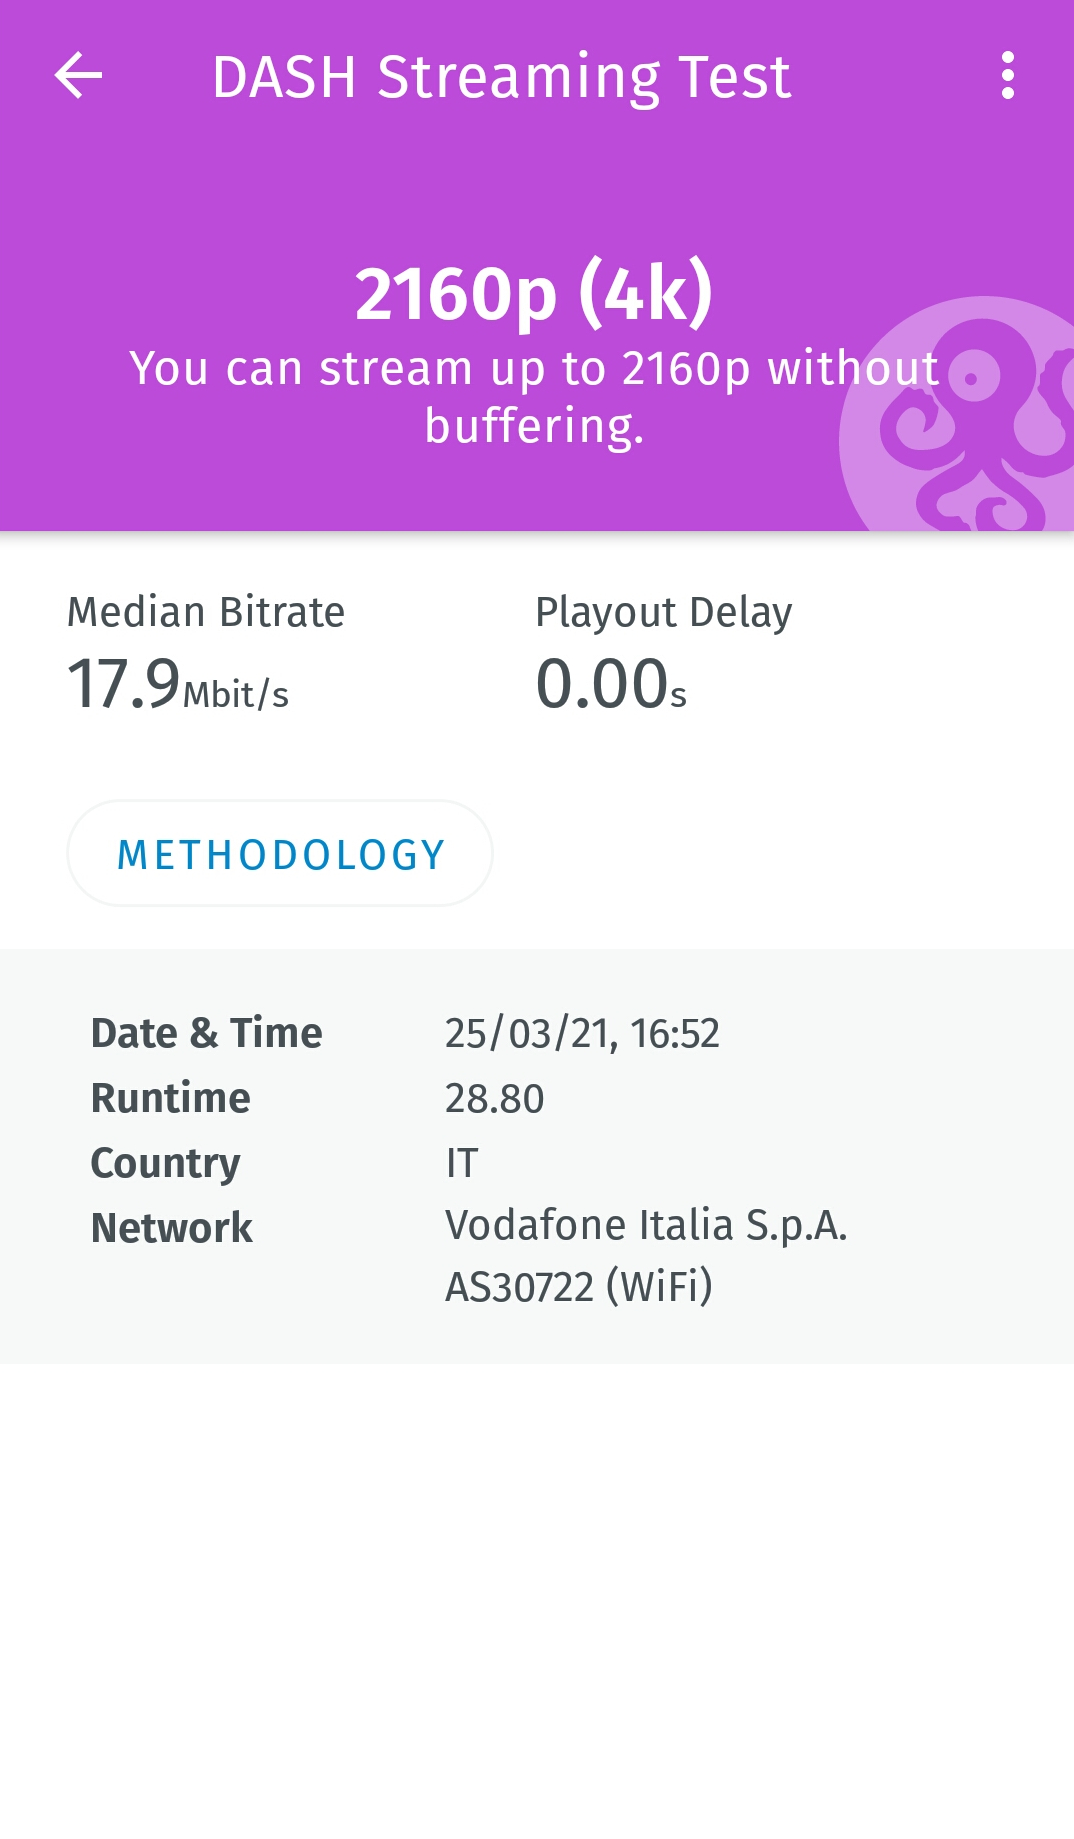 DASH Streaming Test
2160p (4k)
You can stream up to 2160p without
buffering.
Median Bitrate
17.9Mbit/s
Playout Delay
0.00s
METHODOLOGY
Date & Time 25/03/21, 16:52
Runtime 28.80
Country IT
Network Vodafone Italia S.p.A.
AS30722 (WiFi)